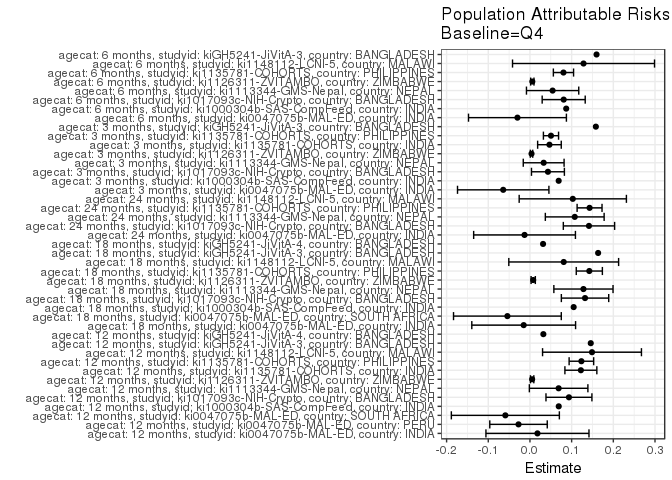 Population Attributable Risks
Baseline=Q4
agecat: 6 months, studyid: kiGH5241-JiVitA-3, country: BANGLADESH
agecat: 6 months, studyid: ki1148112-LCNI-5, country: MALAWI
agecat: 6 months, studyid: ki1135781-COHORTS, country: PHILIPPINES
agecat: 6 months, studyid: ki1126311-ZVITAMBO, country: ZIMBABWE
agecat: 6 months, studyid: ki1113344-GMS-Nepal, country: NEPAL
agecat: 6 months, studyid: ki1017093c-NIH-Crypto, country: BANGLADESH
agecat: 6 months, studyid: ki1000304b-SAS-CompFeed, country: INDIA
agecat: 6 months, studyid: ki0047075b-MAL-ED, country: INDIA
agecat: 3 months, studyid: kiGH5241-JiVitA-3, country: BANGLADESH
agecat: 3 months, studyid: ki1135781-COHORTS, country: PHILIPPINES
agecat: 3 months, studyid: ki1135781-COHORTS, country: INDIA
agecat: 3 months, studyid: ki1126311-ZVITAMBO, country: ZIMBABWE
agecat: 3 months, studyid: ki1113344-GMS-Nepal, country: NEPAL
agecat: 3 months, studyid: ki1017093c-NIH-Crypto, country: BANGLADESH
agecat: 3 months, studyid: ki1000304b-SAS-CompFeed, country: INDIA
agecat: 3 months, studyid: ki0047075b-MAL-ED, country: INDIA
agecat: 24 months, studyid: ki1148112-LCNI-5, country: MALAWI
agecat: 24 months, studyid: ki1135781-COHORTS, country: PHILIPPINES
agecat: 24 months, studyid: ki1113344-GMS-Nepal, country: NEPAL
agecat: 24 months, studyid: ki1017093c-NIH-Crypto, country: BANGLADESH
agecat: 24 months, studyid: ki0047075b-MAL-ED, country: INDIA
agecat: 18 months, studyid: kiGH5241-JiVitA-4, country: BANGLADESH
agecat: 18 months, studyid: kiGH5241-JiVitA-3, country: BANGLADESH
agecat: 18 months, studyid: ki1148112-LCNI-5, country: MALAWI
agecat: 18 months, studyid: ki1135781-COHORTS, country: PHILIPPINES
agecat: 18 months, studyid: ki1126311-ZVITAMBO, country: ZIMBABWE
agecat: 18 months, studyid: ki1113344-GMS-Nepal, country: NEPAL
agecat: 18 months, studyid: ki1017093c-NIH-Crypto, country: BANGLADESH
agecat: 18 months, studyid: ki1000304b-SAS-CompFeed, country: INDIA
agecat: 18 months, studyid: ki0047075b-MAL-ED, country: SOUTH AFRICA
agecat: 18 months, studyid: ki0047075b-MAL-ED, country: INDIA
agecat: 12 months, studyid: kiGH5241-JiVitA-4, country: BANGLADESH
agecat: 12 months, studyid: kiGH5241-JiVitA-3, country: BANGLADESH
agecat: 12 months, studyid: ki1148112-LCNI-5, country: MALAWI
agecat: 12 months, studyid: ki1135781-COHORTS, country: PHILIPPINES
agecat: 12 months, studyid: ki1135781-COHORTS, country: INDIA
agecat: 12 months, studyid: ki1126311-ZVITAMBO, country: ZIMBABWE
agecat: 12 months, studyid: ki1113344-GMS-Nepal, country: NEPAL
agecat: 12 months, studyid: ki1017093c-NIH-Crypto, country: BANGLADESH
agecat: 12 months, studyid: ki1000304b-SAS-CompFeed, country: INDIA
agecat: 12 months, studyid: ki0047075b-MAL-ED, country: SOUTH AFRICA
agecat: 12 months, studyid: ki0047075b-MAL-ED, country: PERU
agecat: 12 months, studyid: ki0047075b-MAL-ED, country: INDIA
-0.2 -0.1 0.0 0.1 0.2 0.3
Estimate